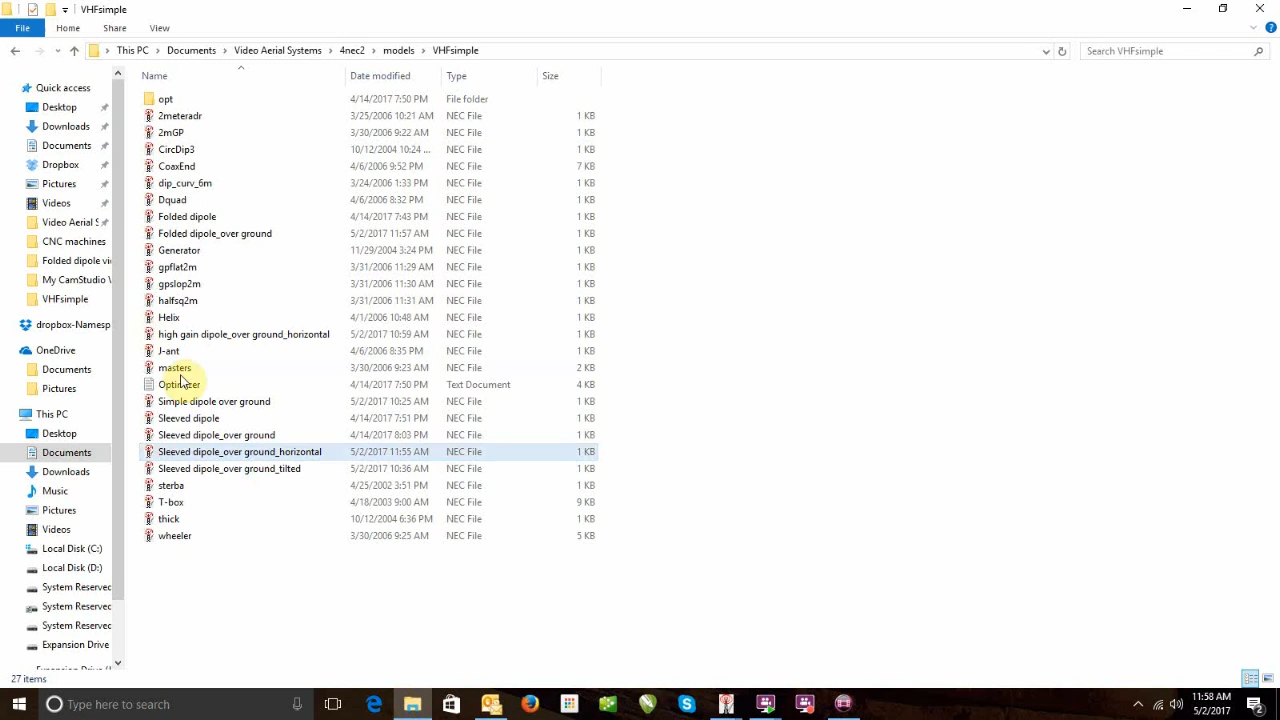 VHFsimple
File Home Share View
This PC Documents Video Aerial Systems 4nec2 models VHFsimple Search VHFsimple
Name Date modified Type Size
Quick access
Desktop
Downloads
Documents
Dropbox
Pictures
Videos
Video Aerial S
CNC machines
Folded dipole vi
My CamStudio V
VHFsimple
dropbox-Namesp
OneDrive
Documents
Pictures
This PC
Desktop
Documents
Downloads
Music
Pictures
Videos
Local Disk (C:)
Local Disk (D:)
System Reserved
System Reserved
System Reserved
Expansion Drive
opt 4/14/2017 7:50 PM File folder
2meteradr 3/25/2006 10:21 AM NEC File 1 KB
2mGP 3/30/2006 9:22 AM NEC File 1 KB
CircDip3 10/12/2004 10:24 ... NEC File 1 KB
CoaxEnd 4/6/2006 9:52 PM NEC File 7 KB
dip_curv_6m 3/24/2006 1:33 PM NEC File 1 KB
Dquad 4/6/2006 8:32 PM NEC File 1 KB
Folded dipole 4/14/2017 7:43 PM NEC File 1 KB
Folded dipole_over ground 5/2/2017 11:57 AM NEC File 1 KB
Generator 11/29/2004 3:24 PM NEC File 1 KB
gpflat2m 3/31/2006 11:29 AM NEC File 1 KB
gpslop2m 3/31/2006 11:30 AM NEC File 1 KB
halfsq2m 3/31/2006 11:31 AM NEC File 1 KB
Helix 4/1/2006 10:48 AM NEC File 1 KB
high gain dipole_over ground_horizontal 5/2/2017 10:59 AM NEC File 1 KB
J-ant 4/6/2006 8:35 PM NEC File 1 KB
masters 3/30/2006 9:23 AM NEC File 2 KB
Optimizer 4/14/2017 7:50 PM Text Document 4 KB
Simple dipole over ground 5/2/2017 10:25 AM NEC File 1 KB
Sleeved dipole 4/14/2017 7:51 PM NEC File 1 KB
Sleeved dipole_over ground 4/14/2017 8:03 PM NEC File 1 KB
Sleeved dipole_over ground_horizontal 5/2/2017 11:55 AM NEC File 1 KB
Sleeved dipole_over ground_tilted 5/2/2017 10:36 AM NEC File 1 KB
sterba 4/25/2002 3:51 PM NEC File 1 KB
T-box 4/18/2003 9:00 AM NEC File 9 KB
thick 10/12/2004 6:36 PM NEC File 1 KB
wheeler 3/30/2006 9:25 AM NEC File 5 KB
27 items
Type here to search
11:58 AM
5/2/2017
2